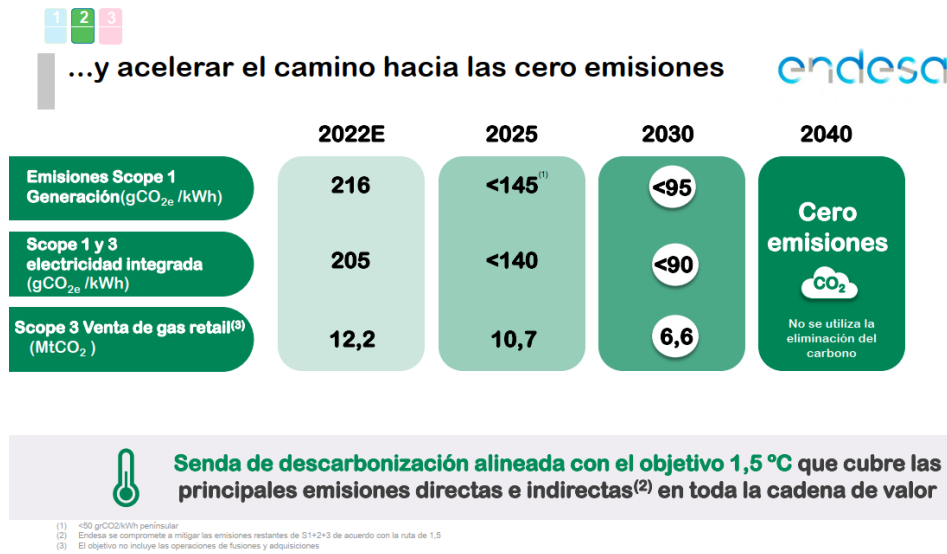 1 2 3
...y acelerar el camino hacia las cero emisiones
endesa
2022E 2025 2030 2040
Emisiones Scope 1
Generación(gCO2e /kWh)
216 <145(1) <95
Scope 1 y 3
electricidad integrada
(gCO2e /kWh)
205 <140 <90
Scope 3 Venta de gas retail(3)
(MtCO2 )
12,2 10,7 6,6
Cero
emisiones
CO2
No se utiliza la
eliminación del
carbono
Senda de descarbonización alineada con el objetivo 1,5 ºC que cubre las
principales emisiones directas e indirectas(2) en toda la cadena de valor
(1) <50 grCO2/kWh penínsular
(2) Endesa se compromete a mitigar las emisiones restantes de S1+2+3 de acuerdo con la ruta de 1,5
(3) El objetivo no incluye las operaciones de fusiones y adquisiciones